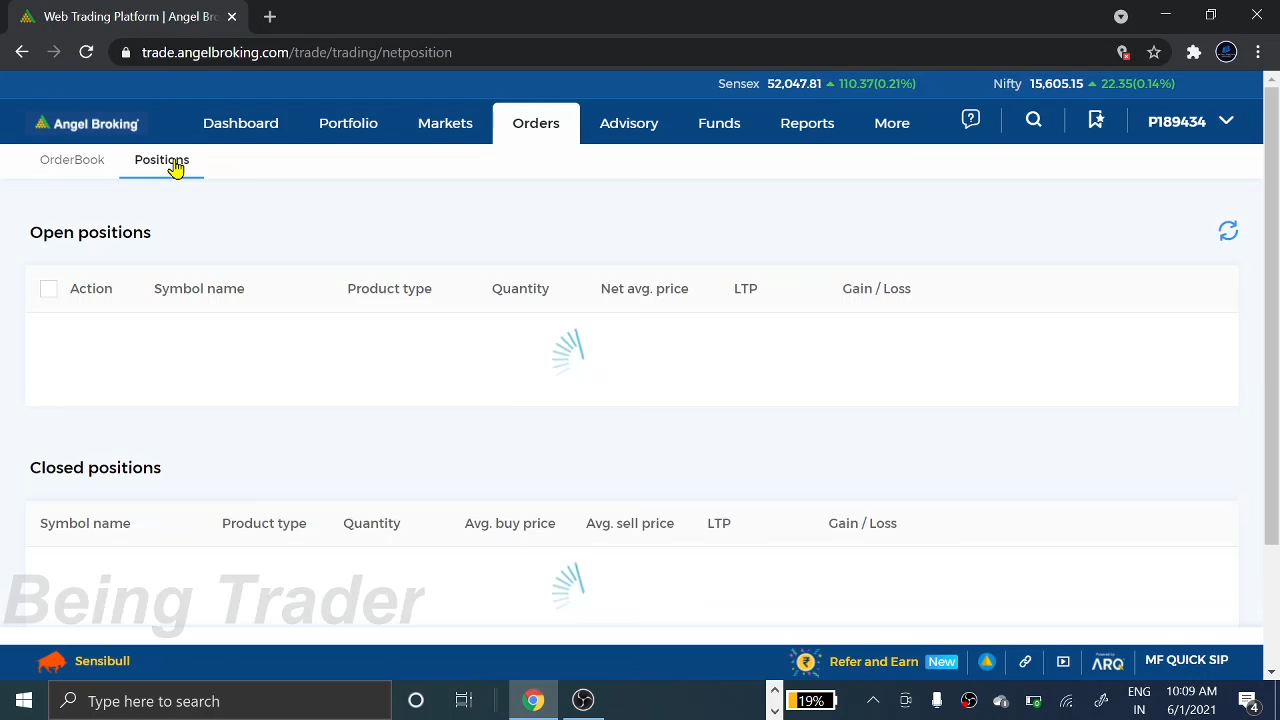 Web Trading Platform | Angel Bro
trade.angelbroking.com/trade/trading/netposition
Sensex 52,047.81 110.37(0.21%) Nifty 15,605.15 22.35(0.14%)
Angel Broking Dashboard Portfolio Markets Orders Advisory Funds Reports More P189434
OrderBook Positions
Open positions
Action Symbol name Product type Quantity Net avg. price LTP Gain / Loss
Closed positions
Symbol name Product type Quantity Avg. buy price Avg. sell price LTP Gain / Loss
Being Trader
Sensibull Refer and Earn New Powered by ARQ MF QUICK SIP
Type here to search 19% ENG IN 10:09 AM 6/1/2021 4